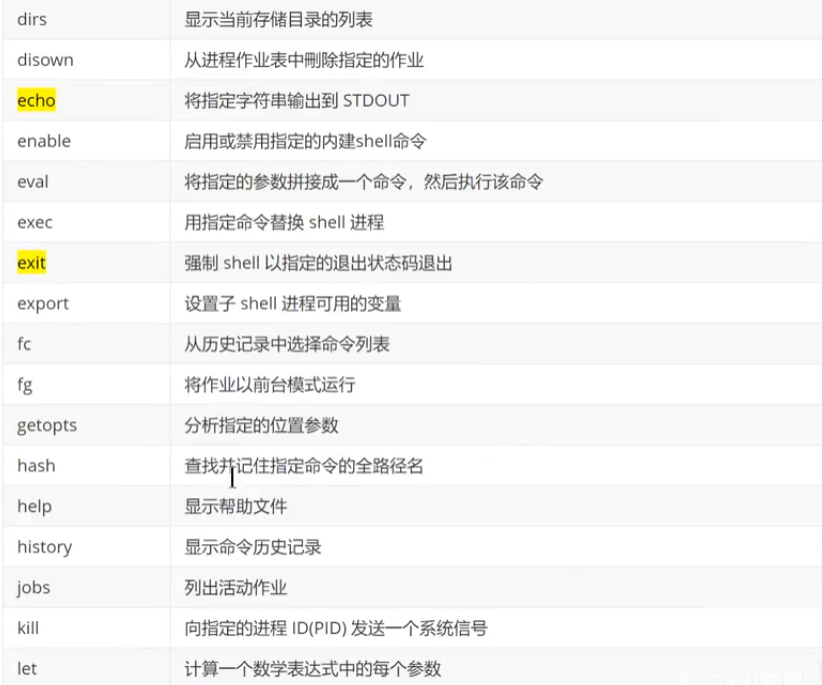 dirs 显示当前存储目录的列表
disown 从进程作业表中刪除指定的作业
echo 将指定字符串输出到 STDOUT
enable 启用或禁用指定的内建shell命令
eval 将指定的参数拼接成一个命令，然后执行该命令
exec 用指定命令替换 shell 进程
exit 强制 shell 以指定的退出状态码退出
export 设置子 shell 进程可用的变量
fc 从历史记录中选择命令列表
fg 将作业以前台模式运行
getopts 分析指定的位置参数
hash 查找并记住指定命令的全路径名
help 显示帮助文件
history 显示命令历史记录
jobs 列出活动作业
kill 向指定的进程 ID(PID) 发送一个系统信号
let 计算一个数学表达式中的每个参数